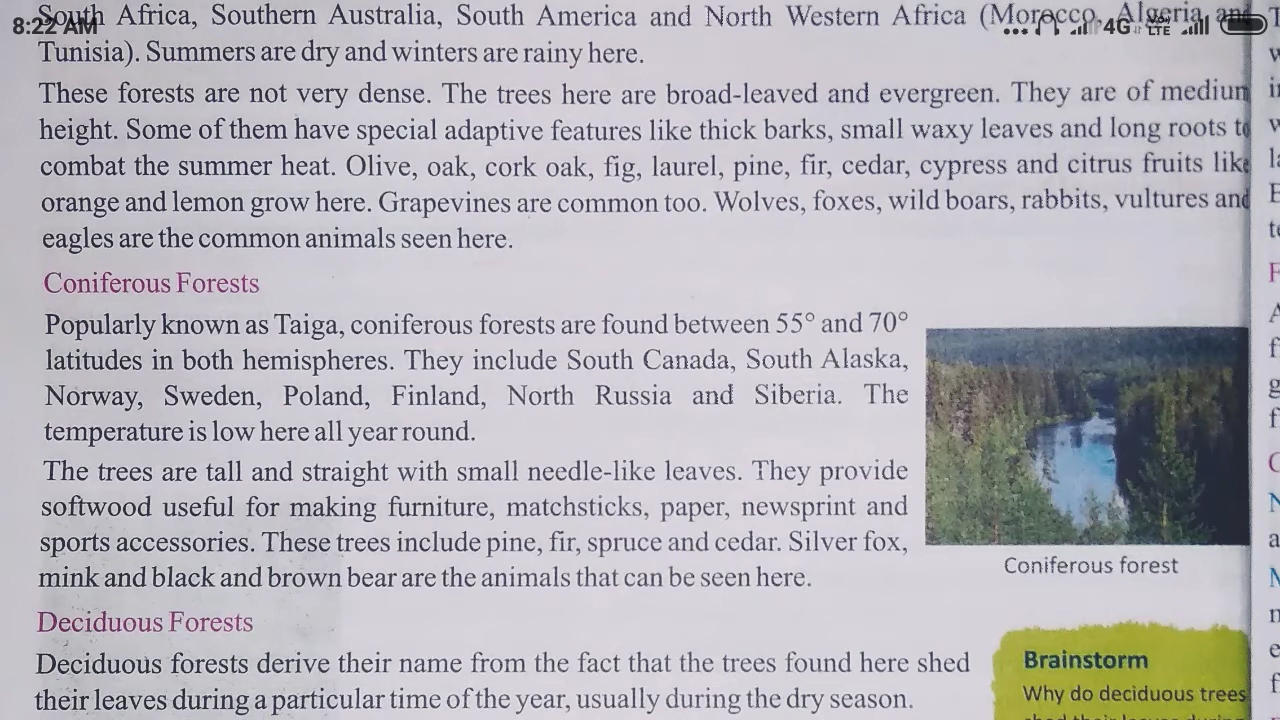 South Africa, Southern Australia, South America and North Western Africa (Morocco, Algeria and
8:22 AM
4G
VoLTE
Tunisia). Summers are dry and winters are rainy here.
These forests are not very dense. The trees here are broad-leaved and evergreen. They are of medium
height. Some of them have special adaptive features like thick barks, small waxy leaves and long roots to
combat the summer heat. Olive, oak, cork oak, fig, laurel, pine, fir, cedar, cypress and citrus fruits like
orange and lemon grow here. Grapevines are common too. Wolves, foxes, wild boars, rabbits, vultures and
eagles are the common animals seen here.
Coniferous Forests
Popularly known as Taiga, coniferous forests are found between 55° and 70°
latitudes in both hemispheres. They include South Canada, South Alaska,
Norway, Sweden, Poland, Finland, North Russia and Siberia. The
temperature is low here all year round.
The trees are tall and straight with small needle-like leaves. They provide
softwood useful for making furniture, matchsticks, paper, newsprint and
sports accessories. These trees include pine, fir, spruce and cedar. Silver fox,
mink and black and brown bear are the animals that can be seen here.
Coniferous forest
Deciduous Forests
Deciduous forests derive their name from the fact that the trees found here shed
their leaves during a particular time of the year, usually during the dry season.
Brainstorm
Why do deciduous trees
shed their leaves during